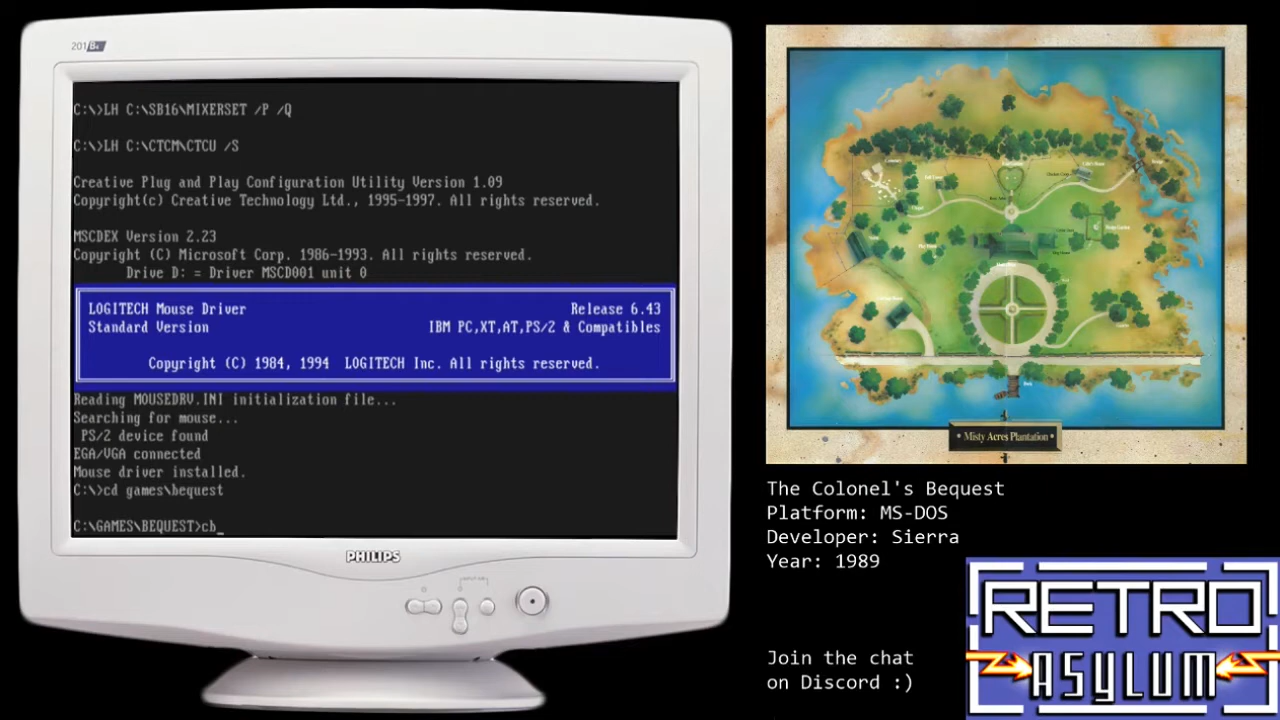 201B4
C:\>LH C:\SB16\MIXERSET /P /Q
C:\>LH C:\CTCM\CTCU /S
Creative Plug and Play Configuration Utility Version 1.09
Copyright(c) Creative Technology Ltd., 1995-1997. All rights reserved.
MSCDEX Version 2.23
Copyright (C) Microsoft Corp. 1986-1993. All rights reserved.
Drive D: = Driver MSCD001 unit 0
LOGITECH Mouse Driver Release 6.43
Standard Version IBM PC,XT,AT,PS/2 & Compatibles
Copyright (C) 1984, 1994 LOGITECH Inc. All rights reserved.
Reading MOUSEDRV.INI initialization file...
Searching for mouse...
PS/2 device found
EGA/VGA connected
Mouse driver installed.
C:\>cd games\bequest
C:\GAMES\BEQUEST>cb_
PHILIPS
• Misty Acres Plantation •
The Colonel's Bequest
Platform: MS-DOS
Developer: Sierra
Year: 1989
Join the chat
on Discord :)
RETRO
ASYLUM